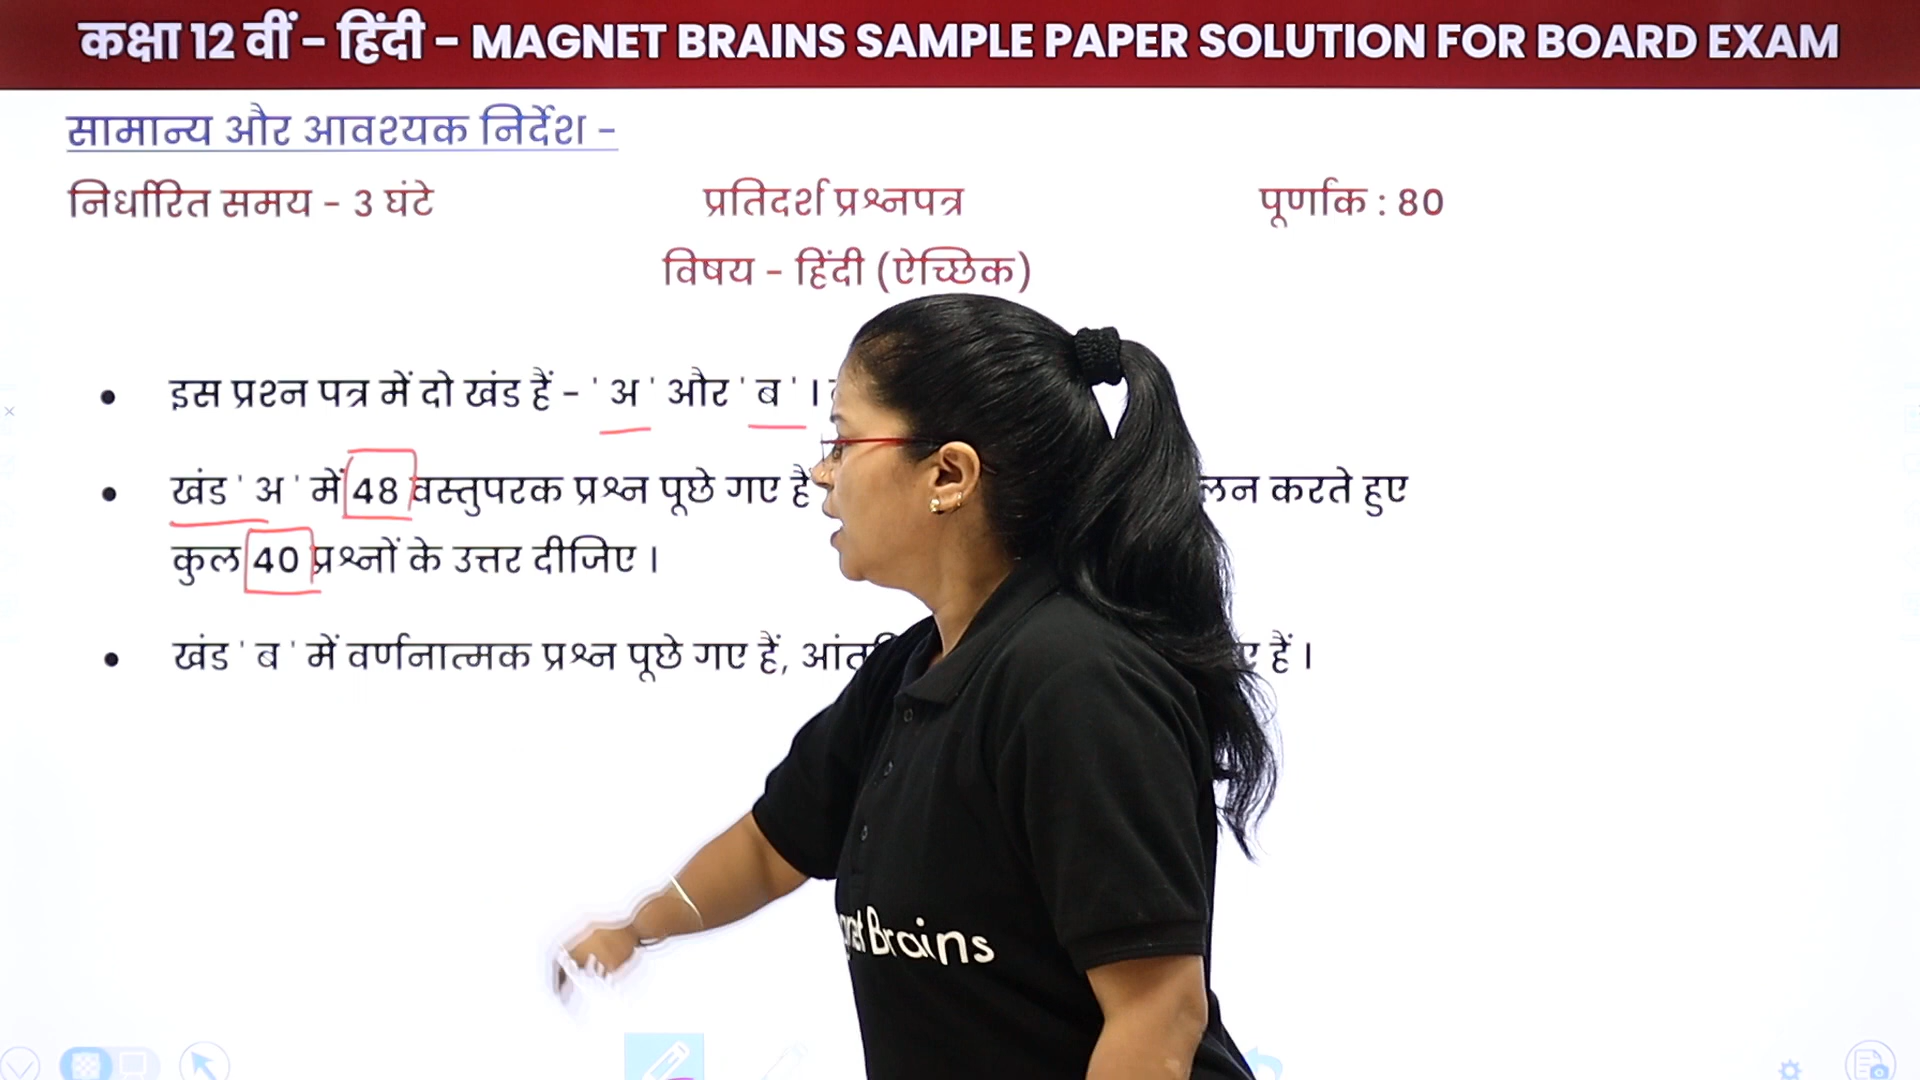 कक्षा 12 वीं – हिंदी – MAGNET BRAINS SAMPLE PAPER SOLUTION FOR BOARD EXAM
सामान्य और आवश्यक निर्देश –
निर्धारित समय – 3 घंटे प्रतिदर्श प्रश्नपत्र पूर्णांक : 80
विषय – हिंदी (ऐच्छिक)
• इस प्रश्न पत्र में दो खंड हैं – ' अ ' और ' ब ' ।
• खंड ' अ ' में 48 वस्तुपरक प्रश्न पूछे गए हैं करते हुए
कुल 40 प्रश्नों के उत्तर दीजिए ।
• खंड ' ब ' में वर्णनात्मक प्रश्न पूछे गए हैं, हैं ।
Brains